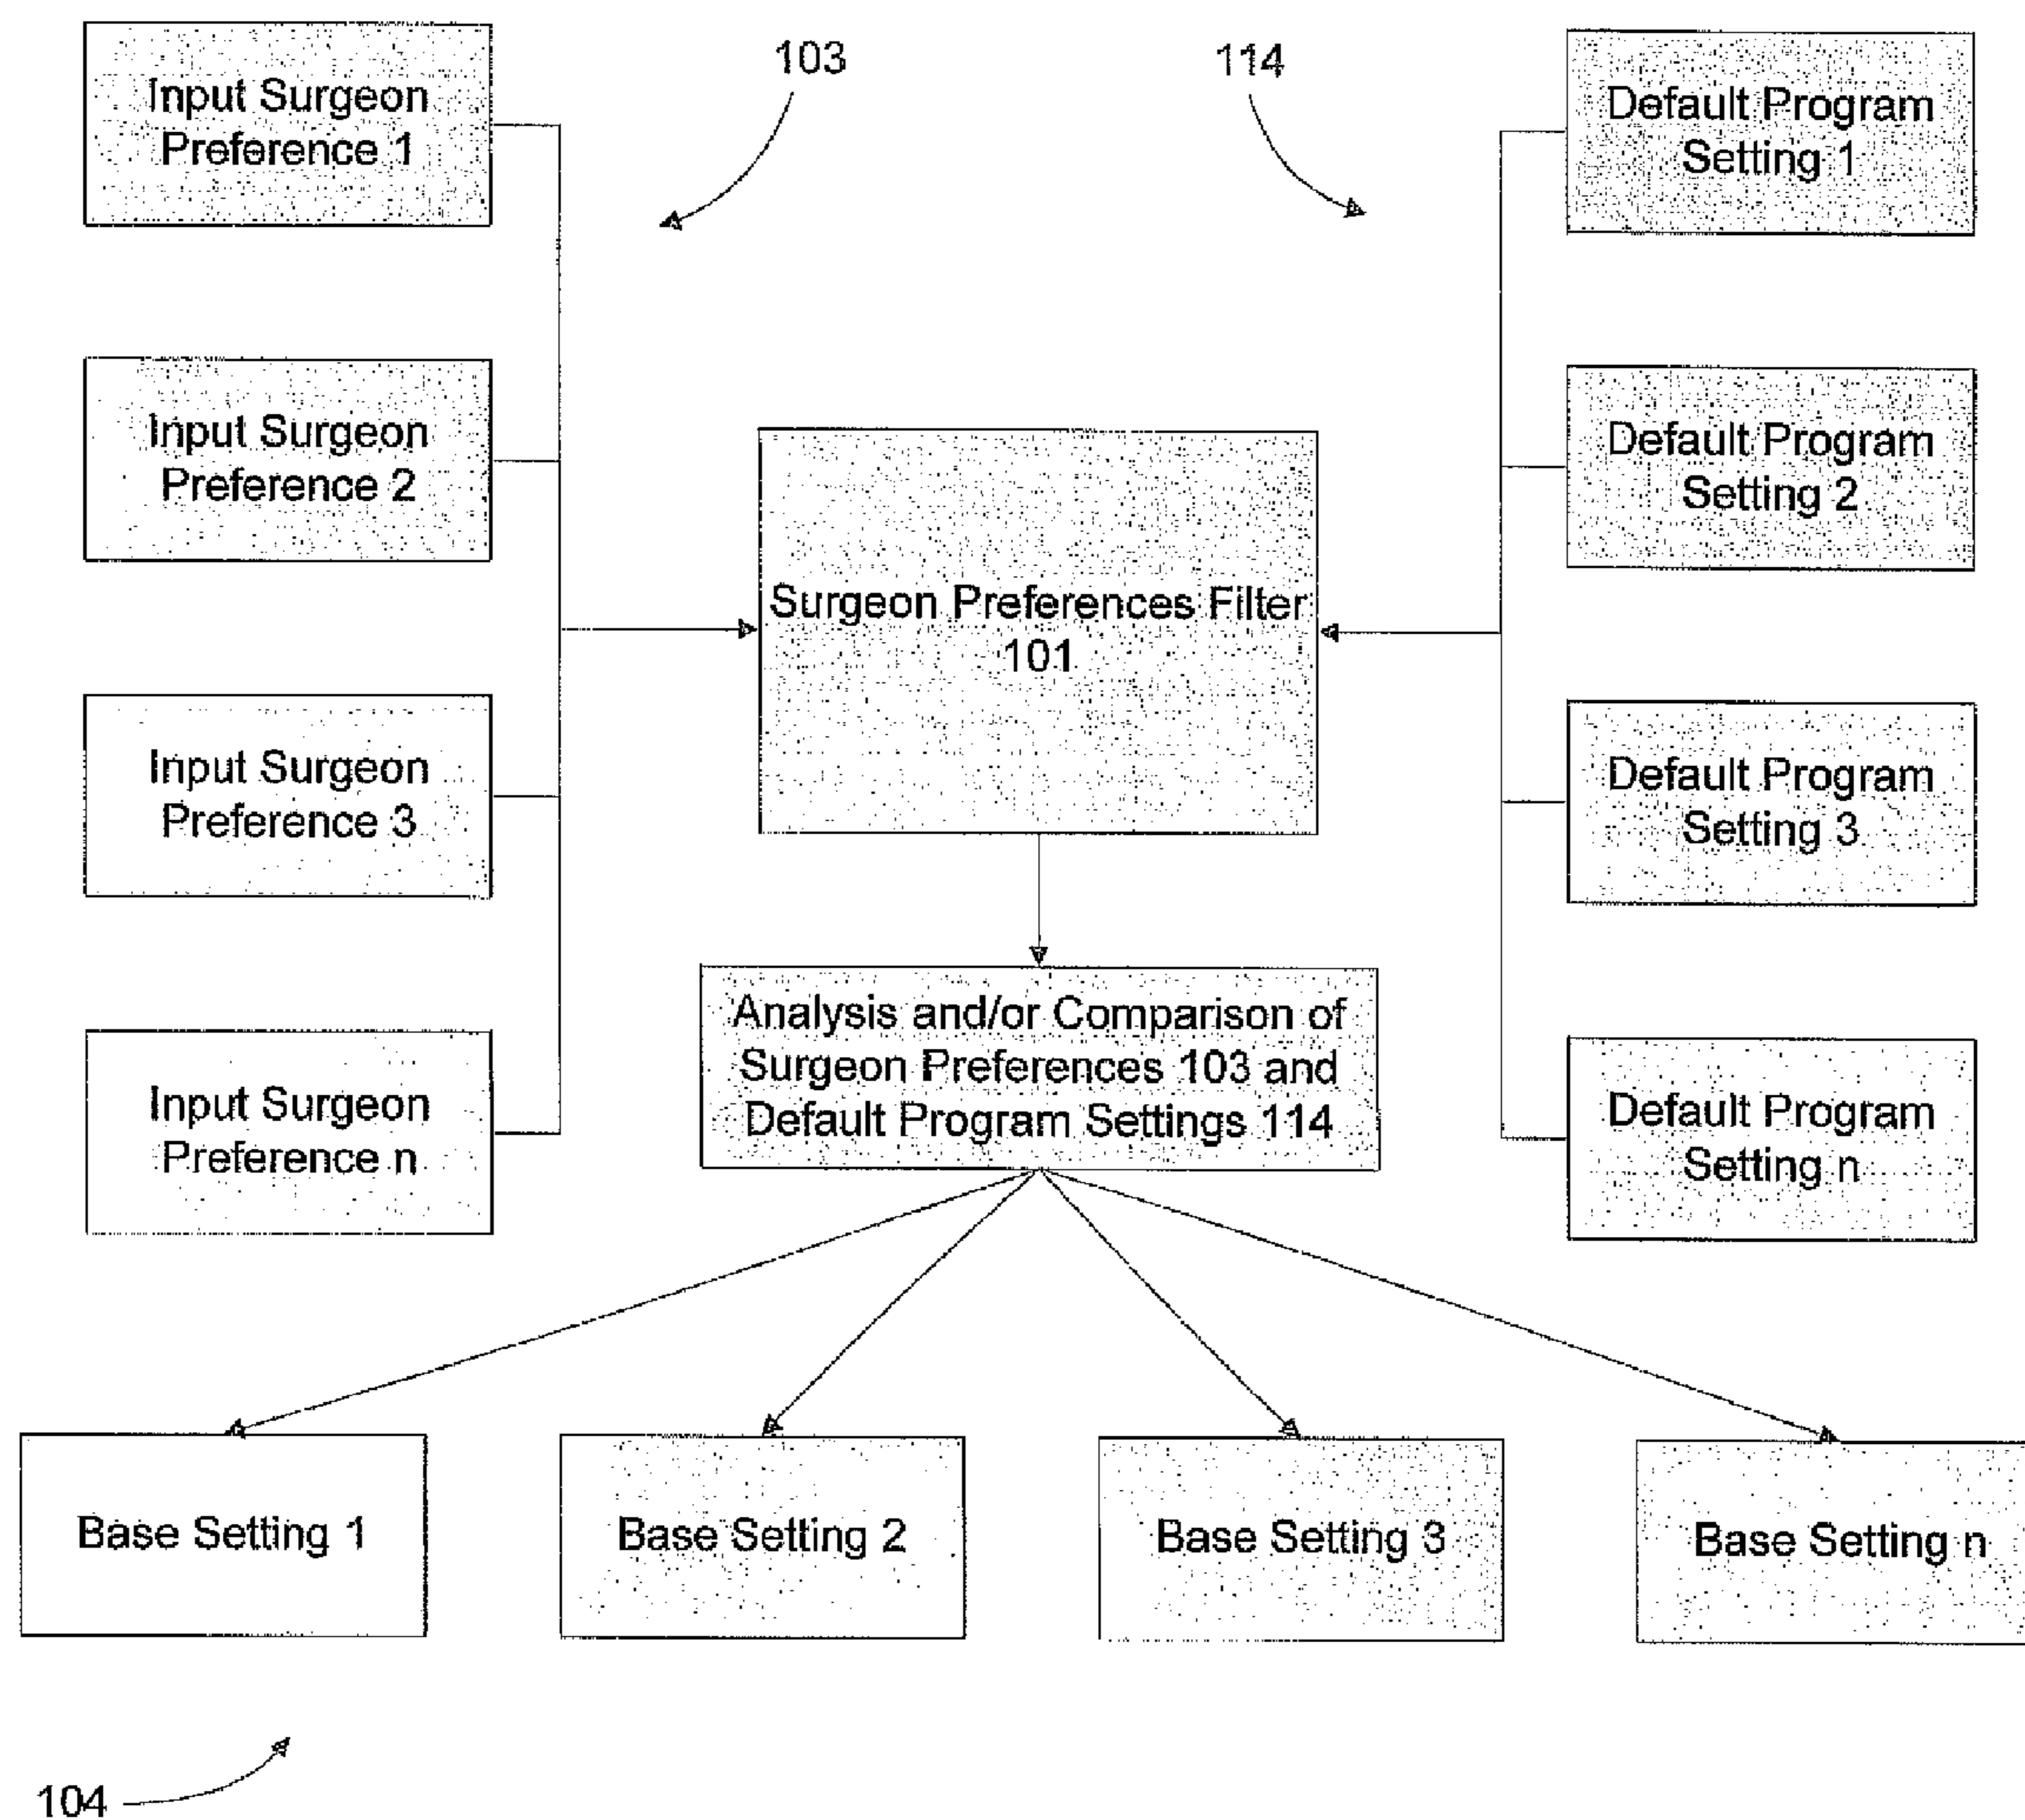 103
114
Input Surgeon
Preference 1
Default Program
Setting 1
Input Surgeon
Preference 2
Default Program
Setting 2
Surgeon Preferences Filter
101
Input Surgeon
Preference 3
Default Program
Setting 3
Analysis and/or Comparison of
Surgeon Preferences 103 and
Default Program Settings 114
Input Surgeon
Preference n
Default Program
Setting n
Base Setting 1
Base Setting 2
Base Setting 3
Base Setting n
104